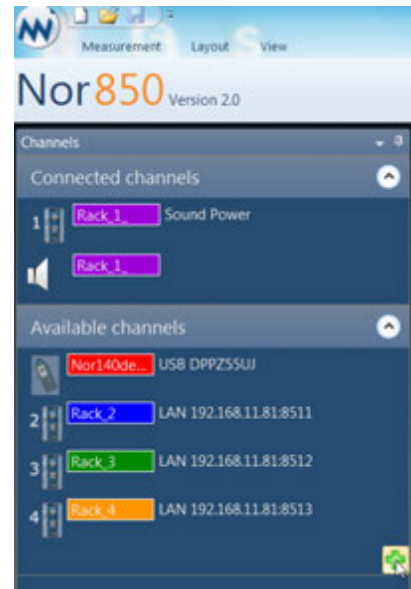 Measurement Layout View
Nor850 Version 2.0
Channels
Connected channels
1 Rack_1_ Sound Power
Rack_1_
Available channels
Nor140de... USB DPPZ5SUJ
2 Rack_2 LAN 192.168.11.81:8511
3 Rack_3 LAN 192.168.11.81:8512
4 Rack_4 LAN 192.168.11.81:8513